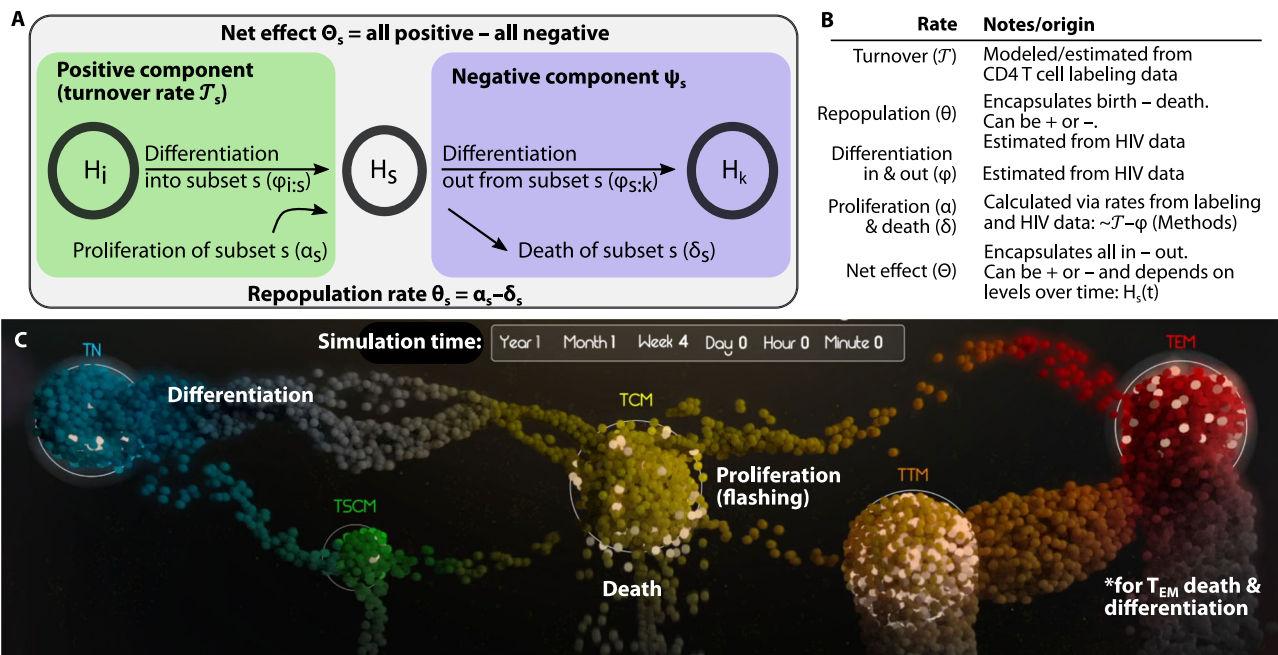 A
Net effect Θs = all positive – all negative
Positive component
(turnover rate 𝒯s)
Negative component ψs
Hi
Differentiation
into subset s (φi:s)
Hs
Differentiation
out from subset s (φs:k)
Hk
Proliferation of subset s (αs)
Death of subset s (δs)
Repopulation rate θs = αs–δs
B
Rate Notes/origin
Turnover (𝒯) Modeled/estimated from
CD4 T cell labeling data
Repopulation (θ) Encapsulates birth – death.
Can be + or –.
Estimated from HIV data
Differentiation
in & out (φ) Estimated from HIV data
Proliferation (α)
& death (δ)
Calculated via rates from labeling
and HIV data: ~𝒯–φ (Methods)
Net effect (Θ)
Encapsulates all in – out.
Can be + or – and depends on
levels over time: Hs(t)
C
Simulation time: Year 1 Month 1 Week 4 Day 0 Hour 0 Minute 0
TN
Differentiation
TCM
TEM
Proliferation
(flashing)
TTM
TSCM
Death
*for TEM death &
differentiation